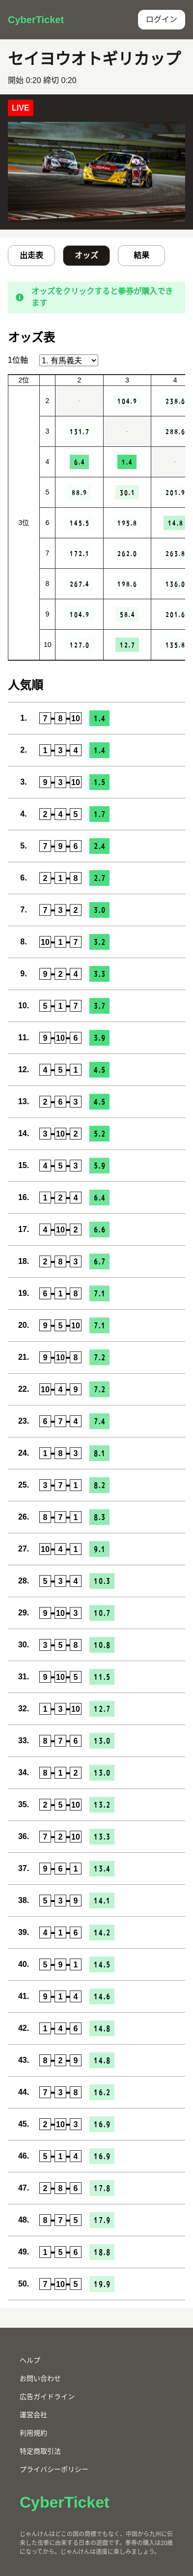 CyberTicket
ログイン
セイヨウオトギリカップ
開始 0:20 締切 0:20
LIVE
出走表
オッズ
結果
オッズをクリックすると拳券が購入できます
オッズ表
1位軸
1. 有馬義夫
2位 2 3 4
3位
2 - 104.9 238.6
3 131.7 - 288.6
4 6.4 1.4 -
5 88.9 30.1 201.9
6 145.5 195.8 14.8
7 172.1 262.0 263.8
8 267.4 198.6 136.0
9 104.9 58.4 201.6
10 127.0 12.7 135.8
人気順
1. 7-8-10 1.4
2. 1-3-4 1.4
3. 9-3-10 1.5
4. 2-4-5 1.7
5. 7-9-6 2.4
6. 2-1-8 2.7
7. 7-3-2 3.0
8. 10-1-7 3.2
9. 9-2-4 3.3
10. 5-1-7 3.7
11. 9-10-6 3.9
12. 4-5-1 4.5
13. 2-6-3 4.5
14. 3-10-2 5.2
15. 4-5-3 5.9
16. 1-2-4 6.4
17. 4-10-2 6.6
18. 2-8-3 6.7
19. 6-1-8 7.1
20. 9-5-10 7.1
21. 9-10-8 7.2
22. 10-4-9 7.2
23. 6-7-4 7.4
24. 1-8-3 8.1
25. 3-7-1 8.2
26. 8-7-1 8.3
27. 10-4-1 9.1
28. 5-3-4 10.3
29. 9-10-3 10.7
30. 3-5-8 10.8
31. 9-10-5 11.5
32. 1-3-10 12.7
33. 8-7-6 13.0
34. 8-1-2 13.0
35. 2-5-10 13.2
36. 7-2-10 13.3
37. 9-6-1 13.4
38. 5-3-9 14.1
39. 4-1-6 14.2
40. 5-9-1 14.5
41. 9-1-4 14.6
42. 1-4-6 14.8
43. 8-2-9 14.8
44. 7-3-8 16.2
45. 2-10-3 16.9
46. 5-1-4 16.9
47. 2-8-6 17.8
48. 8-7-5 17.9
49. 1-5-6 18.8
50. 7-10-5 19.9
ヘルプ
お問い合わせ
広告ガイドライン
運営会社
利用規約
特定商取引法
プライバシーポリシー
CyberTicket
じゃんけんはどこの国の商標でもなく、中国から九州に伝来した虫拳に由来する日本の遊戯です。拳券の購入は20歳になってから。じゃんけんは適度に楽しみましょう。